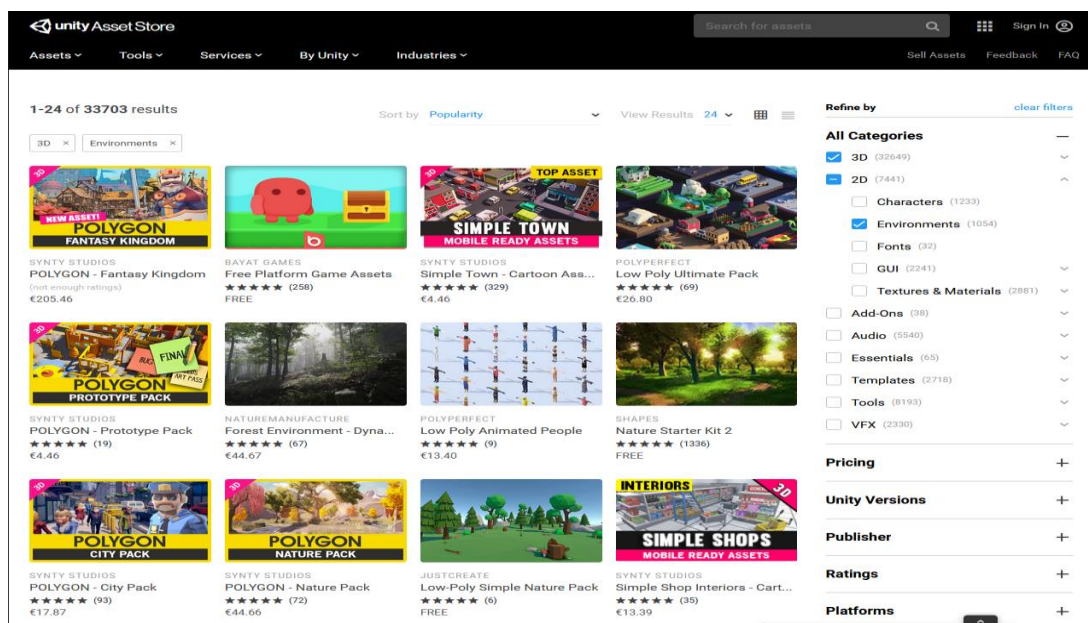 unity Asset Store
Search for assets
Sign In
Assets
Tools
Services
By Unity
Industries
Sell Assets
Feedback
FAQ
1-24 of 33703 results
Sort by Popularity
View Results 24
3D ×
Environments ×
3D
NEW ASSET!
POLYGON
FANTASY KINGDOM
SYNTY STUDIOS
POLYGON - Fantasy Kingdom
(not enough ratings)
€205.46
b
BAYAT GAMES
Free Platform Game Assets
★★★★★ (258)
FREE
3D
TOP ASSET
SIMPLE TOWN
MOBILE READY ASSETS
SYNTY STUDIOS
Simple Town - Cartoon Ass...
★★★★★ (329)
€4.46
POLYPERFECT
Low Poly Ultimate Pack
★★★★★ (69)
€26.80
3D
FINAL
ART PASS
POLYGON
PROTOTYPE PACK
SYNTY STUDIOS
POLYGON - Prototype Pack
★★★★★ (19)
€4.46
NATUREMANUFACTURE
Forest Environment - Dyna...
★★★★★ (67)
€44.67
POLYPERFECT
Low Poly Animated People
★★★★★ (9)
€13.40
SHAPES
Nature Starter Kit 2
★★★★★ (1336)
FREE
3D
POLYGON
CITY PACK
SYNTY STUDIOS
POLYGON - City Pack
★★★★★ (93)
€17.87
3D
POLYGON
NATURE PACK
SYNTY STUDIOS
POLYGON - Nature Pack
★★★★★ (72)
€44.66
JUSTCREATE
Low-Poly Simple Nature Pack
★★★★★ (6)
FREE
INTERIORS
3D
SIMPLE SHOPS
MOBILE READY ASSETS
SYNTY STUDIOS
Simple Shop Interiors - Cart...
★★★★★ (35)
€13.39
Refine by
clear filters
All Categories
3D (32649)
2D (7441)
Characters (1233)
Environments (1054)
Fonts (32)
GUI (2241)
Textures & Materials (2881)
Add-Ons (38)
Audio (5540)
Essentials (65)
Templates (2718)
Tools (8193)
VFX (2330)
Pricing
Unity Versions
Publisher
Ratings
Platforms